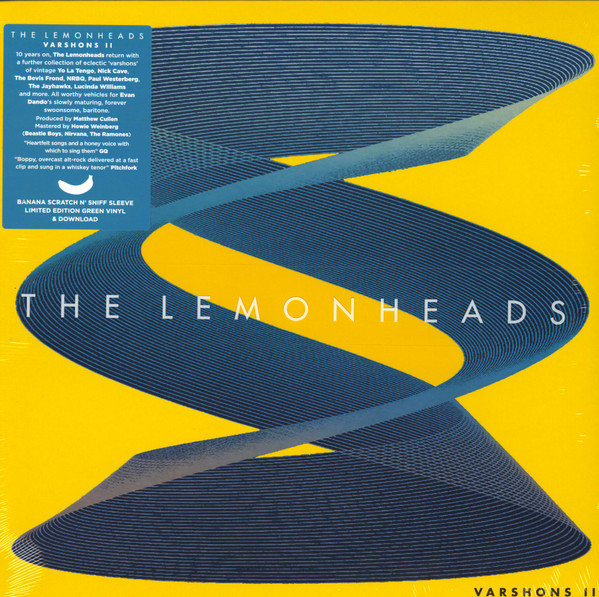 THE LEMONHEADS
VARSHONS II
10 years on, The Lemonheads return with
a further collection of eclectic 'varshons'
of vintage Yo La Tengo, Nick Cave,
The Bevis Frond, NRBQ, Paul Westerberg,
The Jayhawks, Lucinda Williams
and more. All worthy vehicles for Evan
Dando's slowly maturing, forever
swoonsome, baritone.
Produced by Matthew Cullen
Mastered by Howie Weinberg
(Beastie Boys, Nirvana, The Ramones)
"Heartfelt songs and a honey voice with
which to sing them" GG
"Boppy, overcast alt-rock delivered at a fast
clip and sung in a whiskey tenor" Pitchfork
BANANA SCRATCH N' SNIFF SLEEVE
LIMITED EDITION GREEN VINYL
& DOWNLOAD
THE LEMONHEADS
VARSHONS II